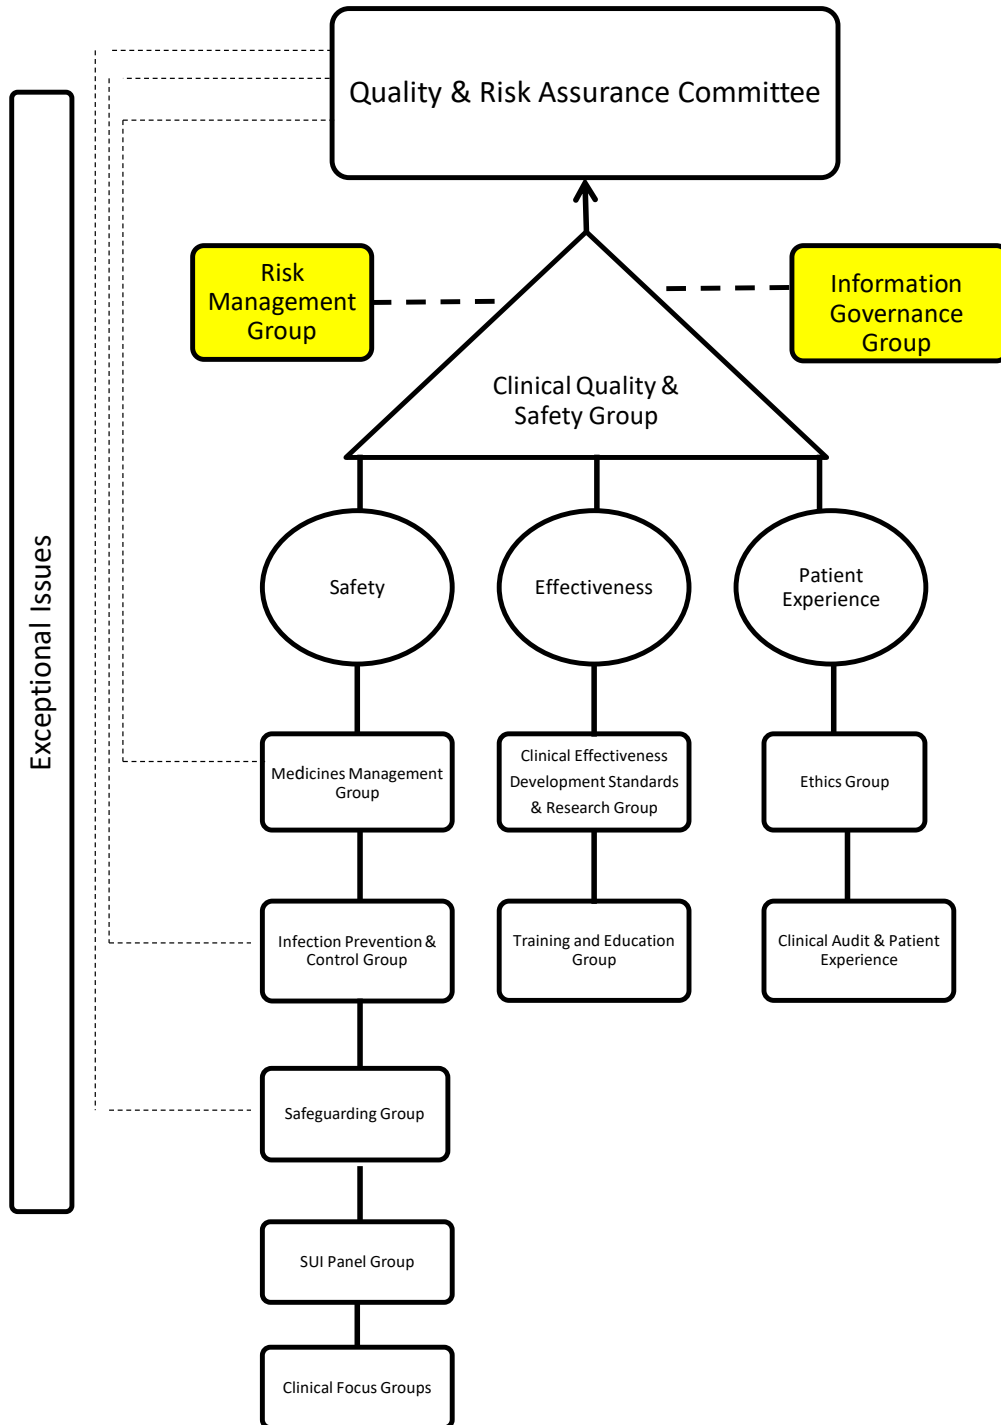 Quality & Risk Assurance Committee
Risk
Management
Group
Information
Governance
Group
Clinical Quality &
Safety Group
Exceptional Issues
Safety
Effectiveness
Patient
Experience
Medicines Management
Group
Clinical Effectiveness
Development Standards
& Research Group
Ethics Group
Infection Prevention &
Control Group
Training and Education
Group
Clinical Audit & Patient
Experience
Safeguarding Group
SUI Panel Group
Clinical Focus Groups